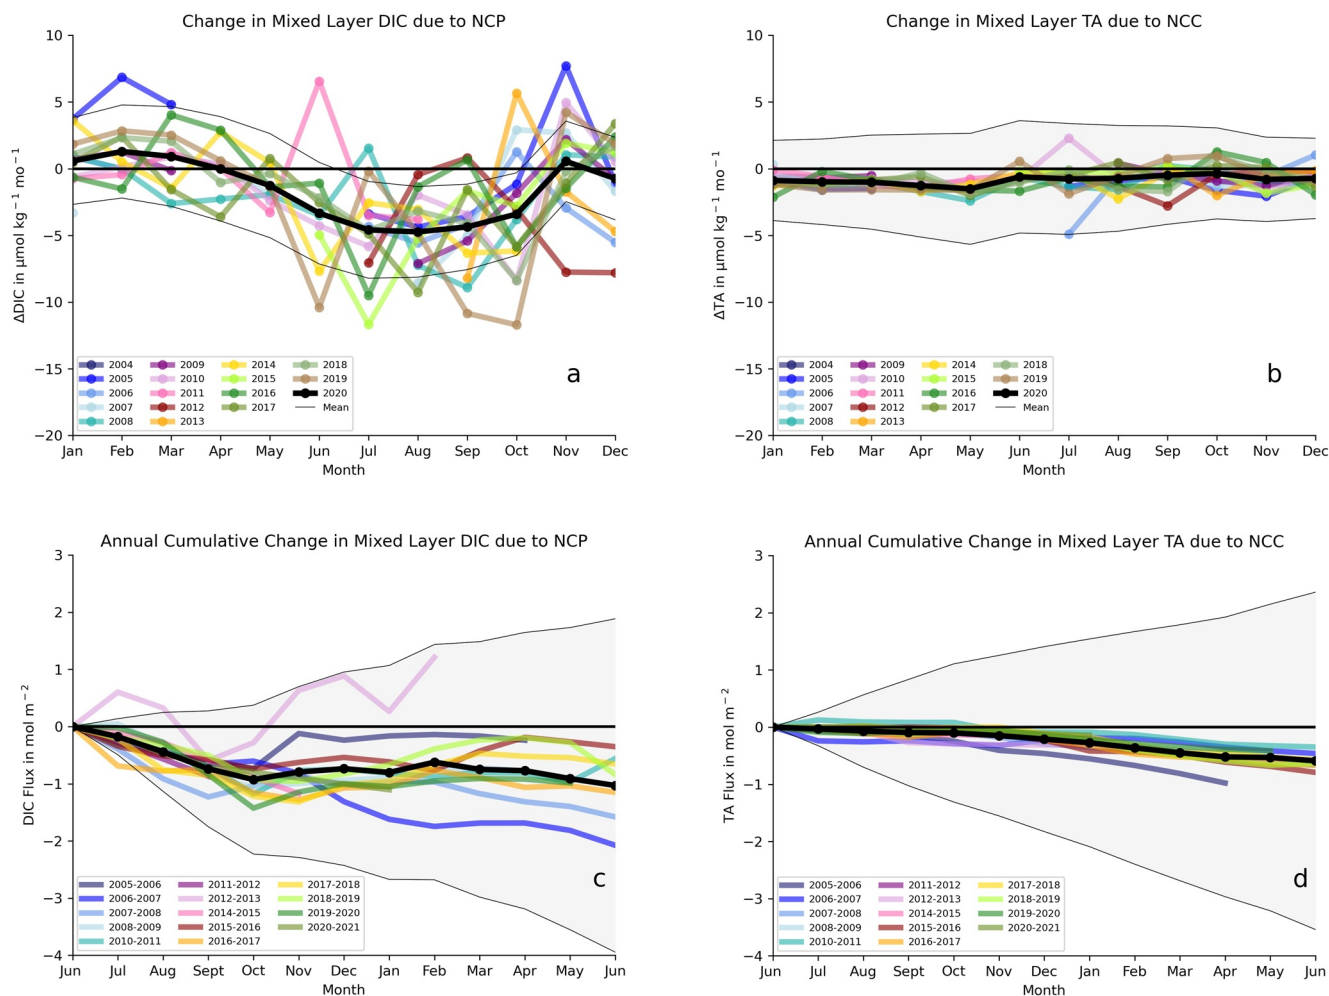 Change in Mixed Layer DIC due to NCP
ΔDIC in μmol kg⁻¹ mo⁻¹
10
5
0
−5
−10
−15
−20
2004 2009 2014 2018
2005 2010 2015 2019
2006 2011 2016 2020
2007 2012 2017 Mean
2008 2013
a
Jan Feb Mar Apr May Jun Jul Aug Sep Oct Nov Dec
Month
Change in Mixed Layer TA due to NCC
ΔTA in μmol kg⁻¹ mo⁻¹
10
5
0
−5
−10
−15
−20
2004 2009 2014 2018
2005 2010 2015 2019
2006 2011 2016 2020
2007 2012 2017 Mean
2008 2013
b
Jan Feb Mar Apr May Jun Jul Aug Sep Oct Nov Dec
Month
Annual Cumulative Change in Mixed Layer DIC due to NCP
DIC Flux in mol m⁻²
3
2
1
0
−1
−2
−3
−4
2005-2006 2011-2012 2017-2018
2006-2007 2012-2013 2018-2019
2007-2008 2014-2015 2019-2020
2008-2009 2015-2016 2020-2021
2010-2011 2016-2017
c
Jun Jul Aug Sept Oct Nov Dec Jan Feb Mar Apr May Jun
Month
Annual Cumulative Change in Mixed Layer TA due to NCC
TA Flux in mol m⁻²
3
2
1
0
−1
−2
−3
−4
2005-2006 2011-2012 2017-2018
2006-2007 2012-2013 2018-2019
2007-2008 2014-2015 2019-2020
2008-2009 2015-2016 2020-2021
2010-2011 2016-2017
d
Jun Jul Aug Sept Oct Nov Dec Jan Feb Mar Apr May Jun
Month